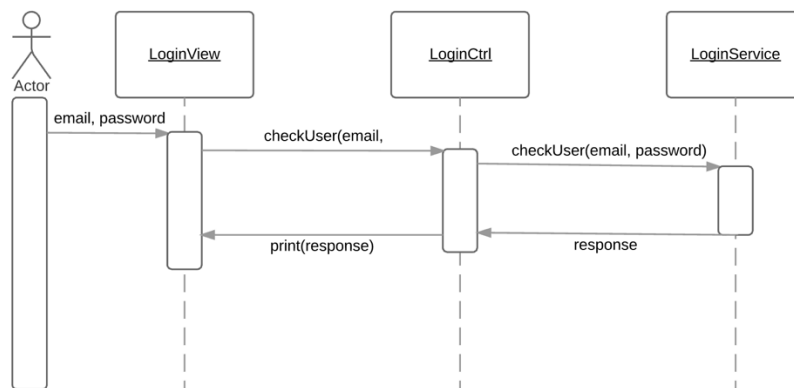 LoginView
LoginCtrl
LoginService
Actor
email, password
checkUser(email,
checkUser(email, password)
print(response)
response